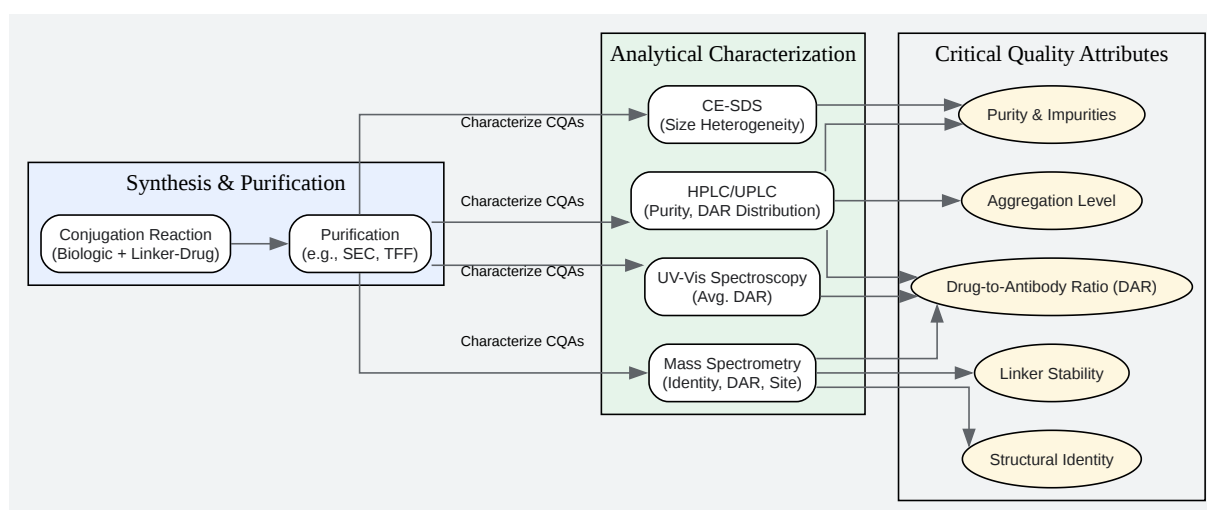 Synthesis & Purification
Conjugation Reaction
(Biologic + Linker-Drug)
Purification
(e.g., SEC, TFF)
Characterize CQAs
Characterize CQAs
Characterize CQAs
Characterize CQAs
Analytical Characterization
CE-SDS
(Size Heterogeneity)
HPLC/UPLC
(Purity, DAR Distribution)
UV-Vis Spectroscopy
(Avg. DAR)
Mass Spectrometry
(Identity, DAR, Site)
Critical Quality Attributes
Purity & Impurities
Aggregation Level
Drug-to-Antibody Ratio (DAR)
Linker Stability
Structural Identity